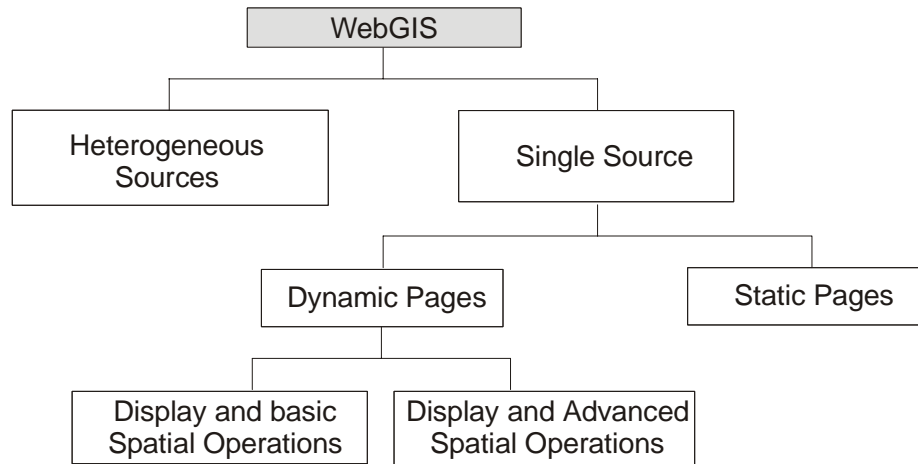 WebGIS
Heterogeneous
Sources
Single Source
Dynamic Pages
Static Pages
Display and basic
Spatial Operations
Display and Advanced
Spatial Operations